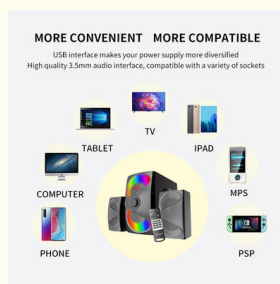 MORE CONVENIENT MORE COMPATIBLE
USB interface makes your power supply more diversified
High quality 3.5mm audio interface, compatible with a variety of sockets
TV
TABLET
IPAD
COMPUTER
MPS
PHONE
PSP